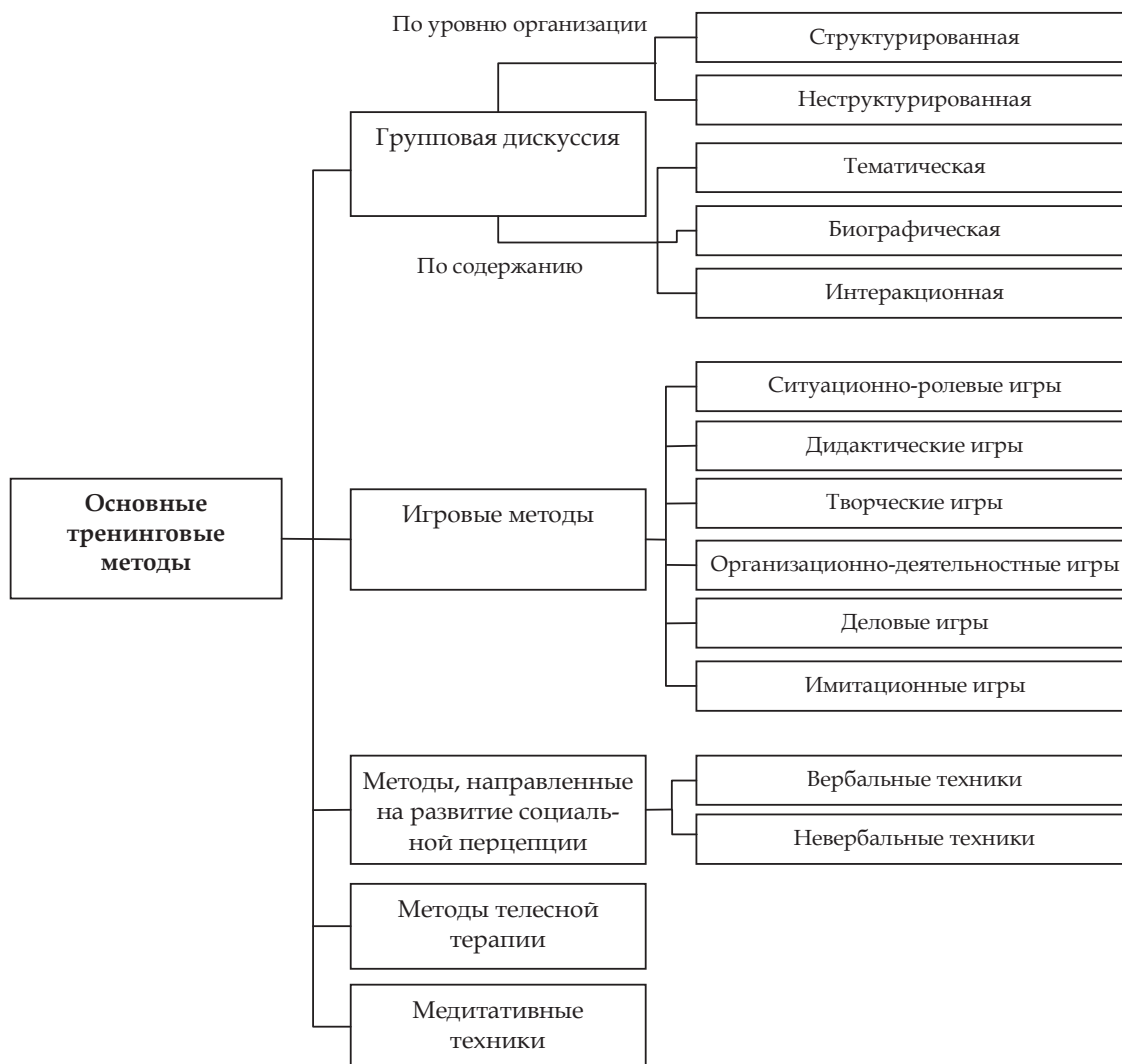 По уровню организации
Структурированная
Неструктурированная
Групповая дискуссия
Тематическая
Биографическая
По содержанию
Интеракционная
Ситуационно-ролевые игры
Дидактические игры
Основные
тренинговые
методы
Игровые методы
Творческие игры
Организационно-деятельностные игры
Деловые игры
Имитационные игры
Методы, направленные
на развитие социаль-
ной перцепции
Вербальные техники
Невербальные техники
Методы телесной
терапии
Медитативные
техники